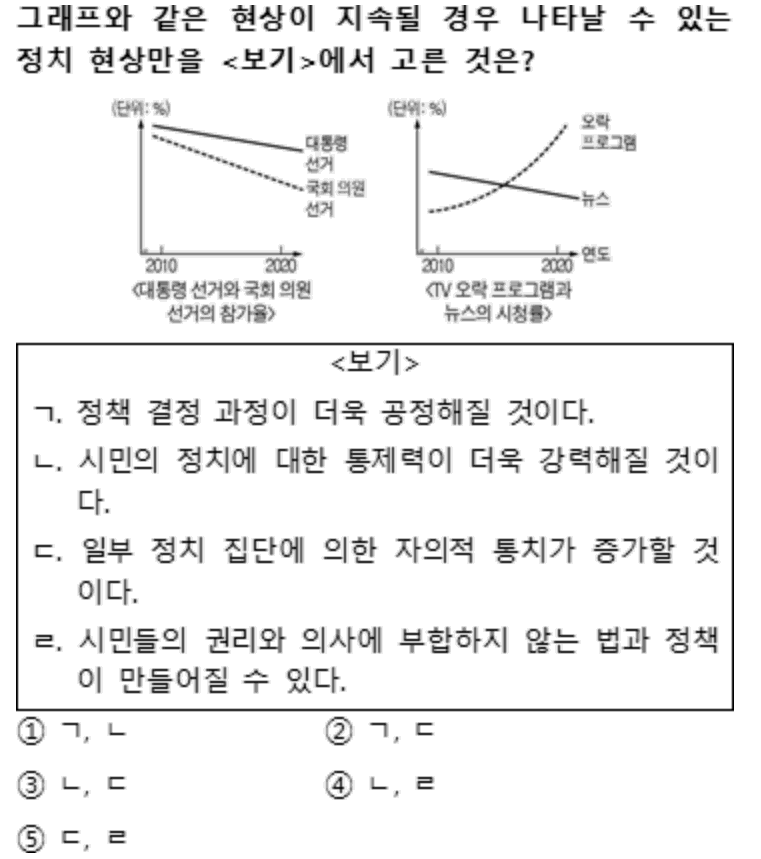 그래프와 같은 현상이 지속될 경우 나타날 수 있는
정치 현상만을 <보기>에서 고른 것은?
(단위: %)
대통령
선거
국회 의원
선거
2010 2020
<대통령 선거와 국회 의원
선거의 참가율>
(단위: %)
오락
프로그램
뉴스
연도
2010 2020
<TV 오락 프로그램과
뉴스의 시청률>
<보기>
ㄱ. 정책 결정 과정이 더욱 공정해질 것이다.
ㄴ. 시민의 정치에 대한 통제력이 더욱 강력해질 것이
다.
ㄷ. 일부 정치 집단에 의한 자의적 통치가 증가할 것
이다.
ㄹ. 시민들의 권리와 의사에 부합하지 않는 법과 정책
이 만들어질 수 있다.
① ㄱ, ㄴ ② ㄱ, ㄷ
③ ㄴ, ㄷ ④ ㄴ, ㄹ
⑤ ㄷ, ㄹ